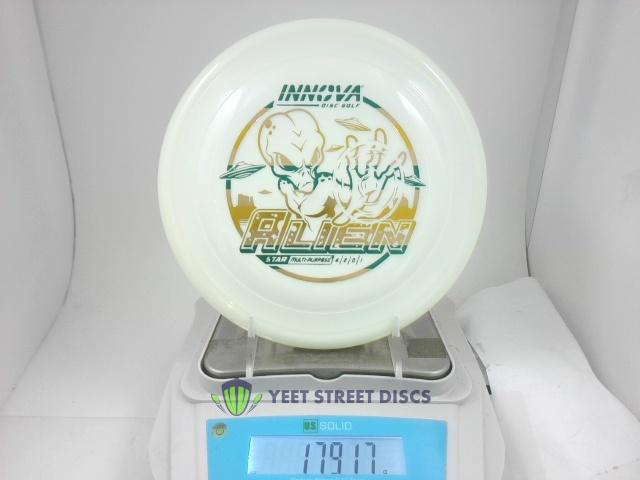 INNOVA
DISC GOLF
ALIEN
STAR MULTI-PURPOSE 4/2/0/1
YEET STREET DISCS
US SOLID
179.17 g